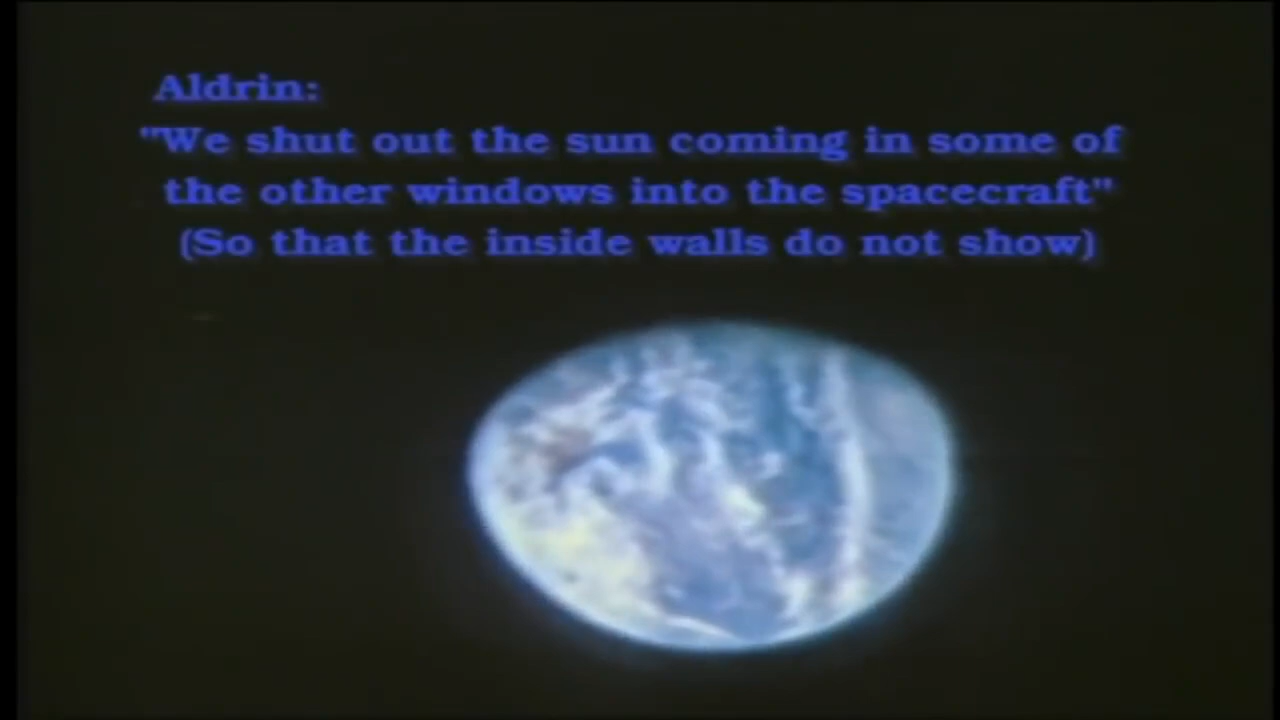 Aldrin:
"We shut out the sun coming in some of
the other windows into the spacecraft"
(So that the inside walls do not show)